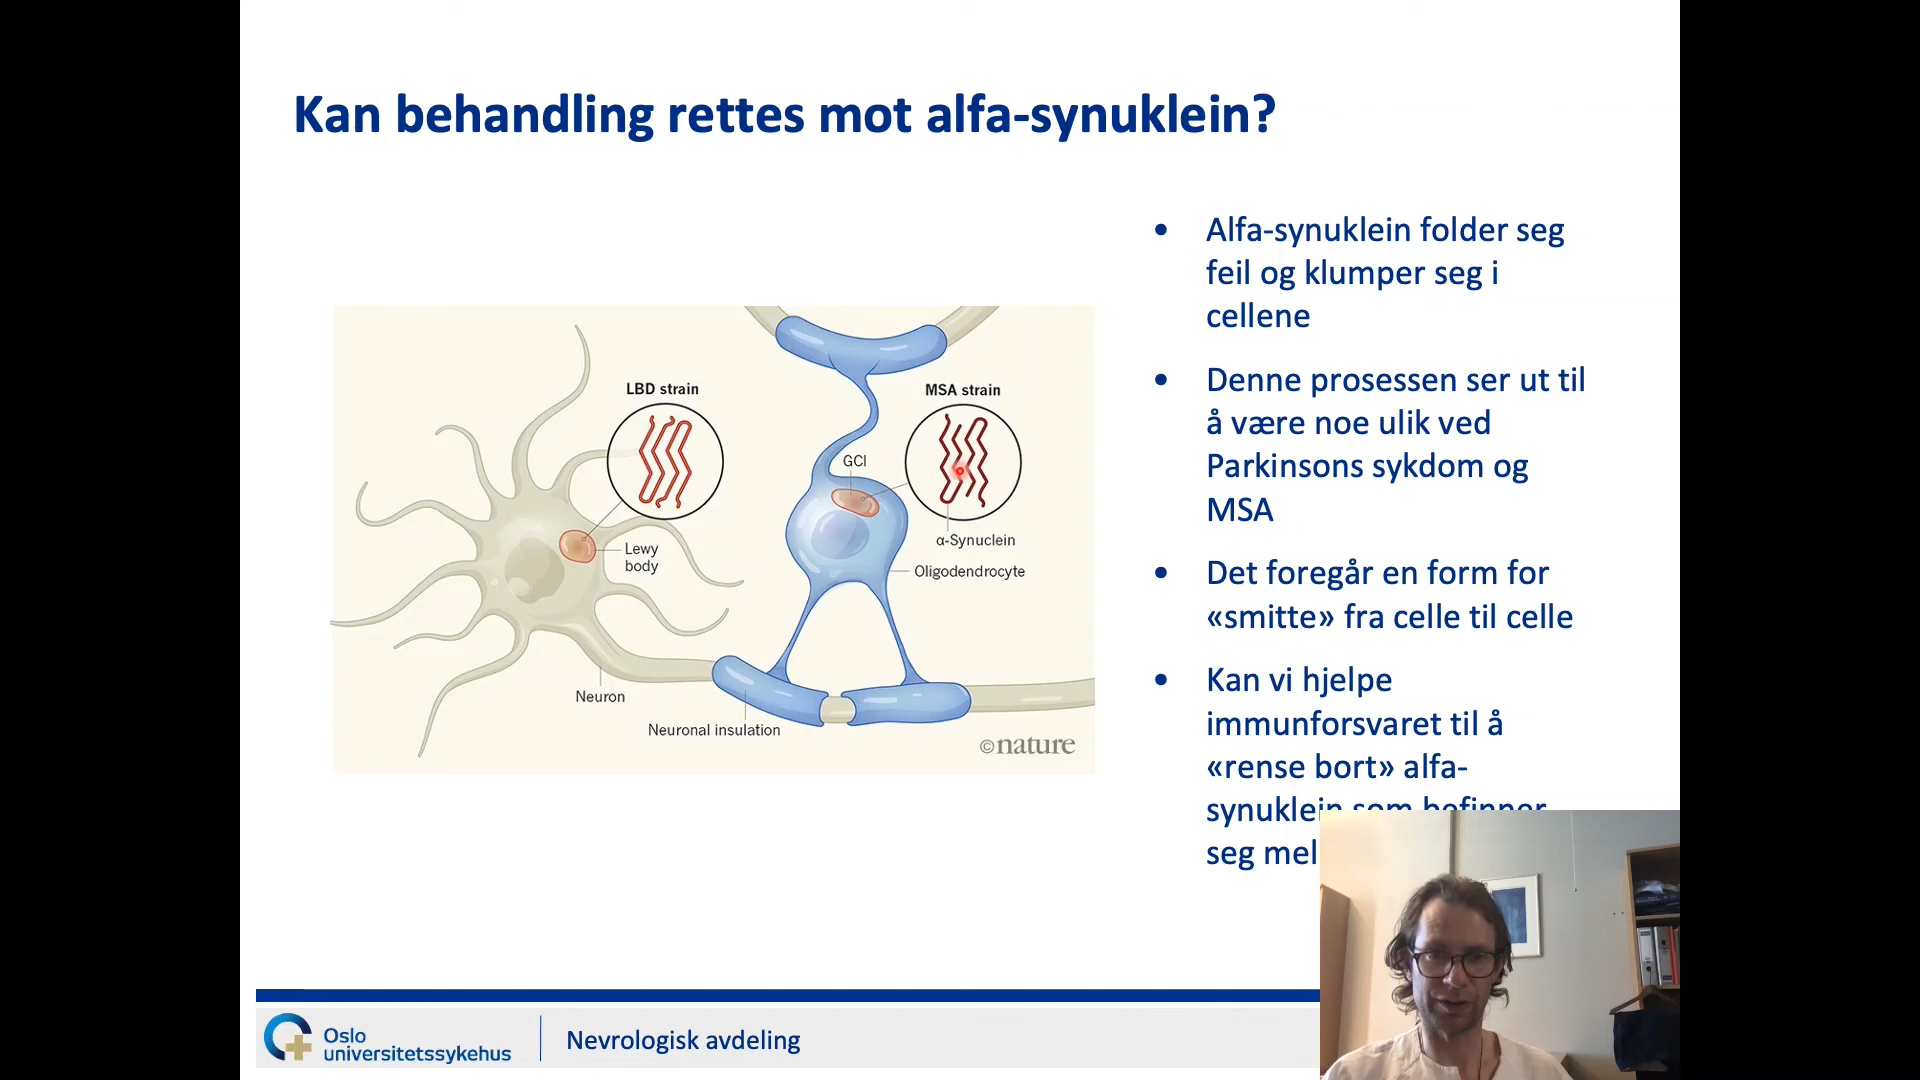 Kan behandling rettes mot alfa-synuklein?
• Alfa-synuklein folder seg
feil og klumper seg i
cellene
• Denne prosessen ser ut til
å være noe ulik ved
Parkinsons sykdom og
MSA
• Det foregår en form for
«smitte» fra celle til celle
• Kan vi hjelpe
immunforsvaret til å
«rense bort» alfa-
synuklein som befinner
seg mel
LBD strain
MSA strain
GCI
α-Synuclein
Lewy
body
Oligodendrocyte
Neuron
Neuronal insulation
©nature
Oslo
universitetssykehus
Nevrologisk avdeling